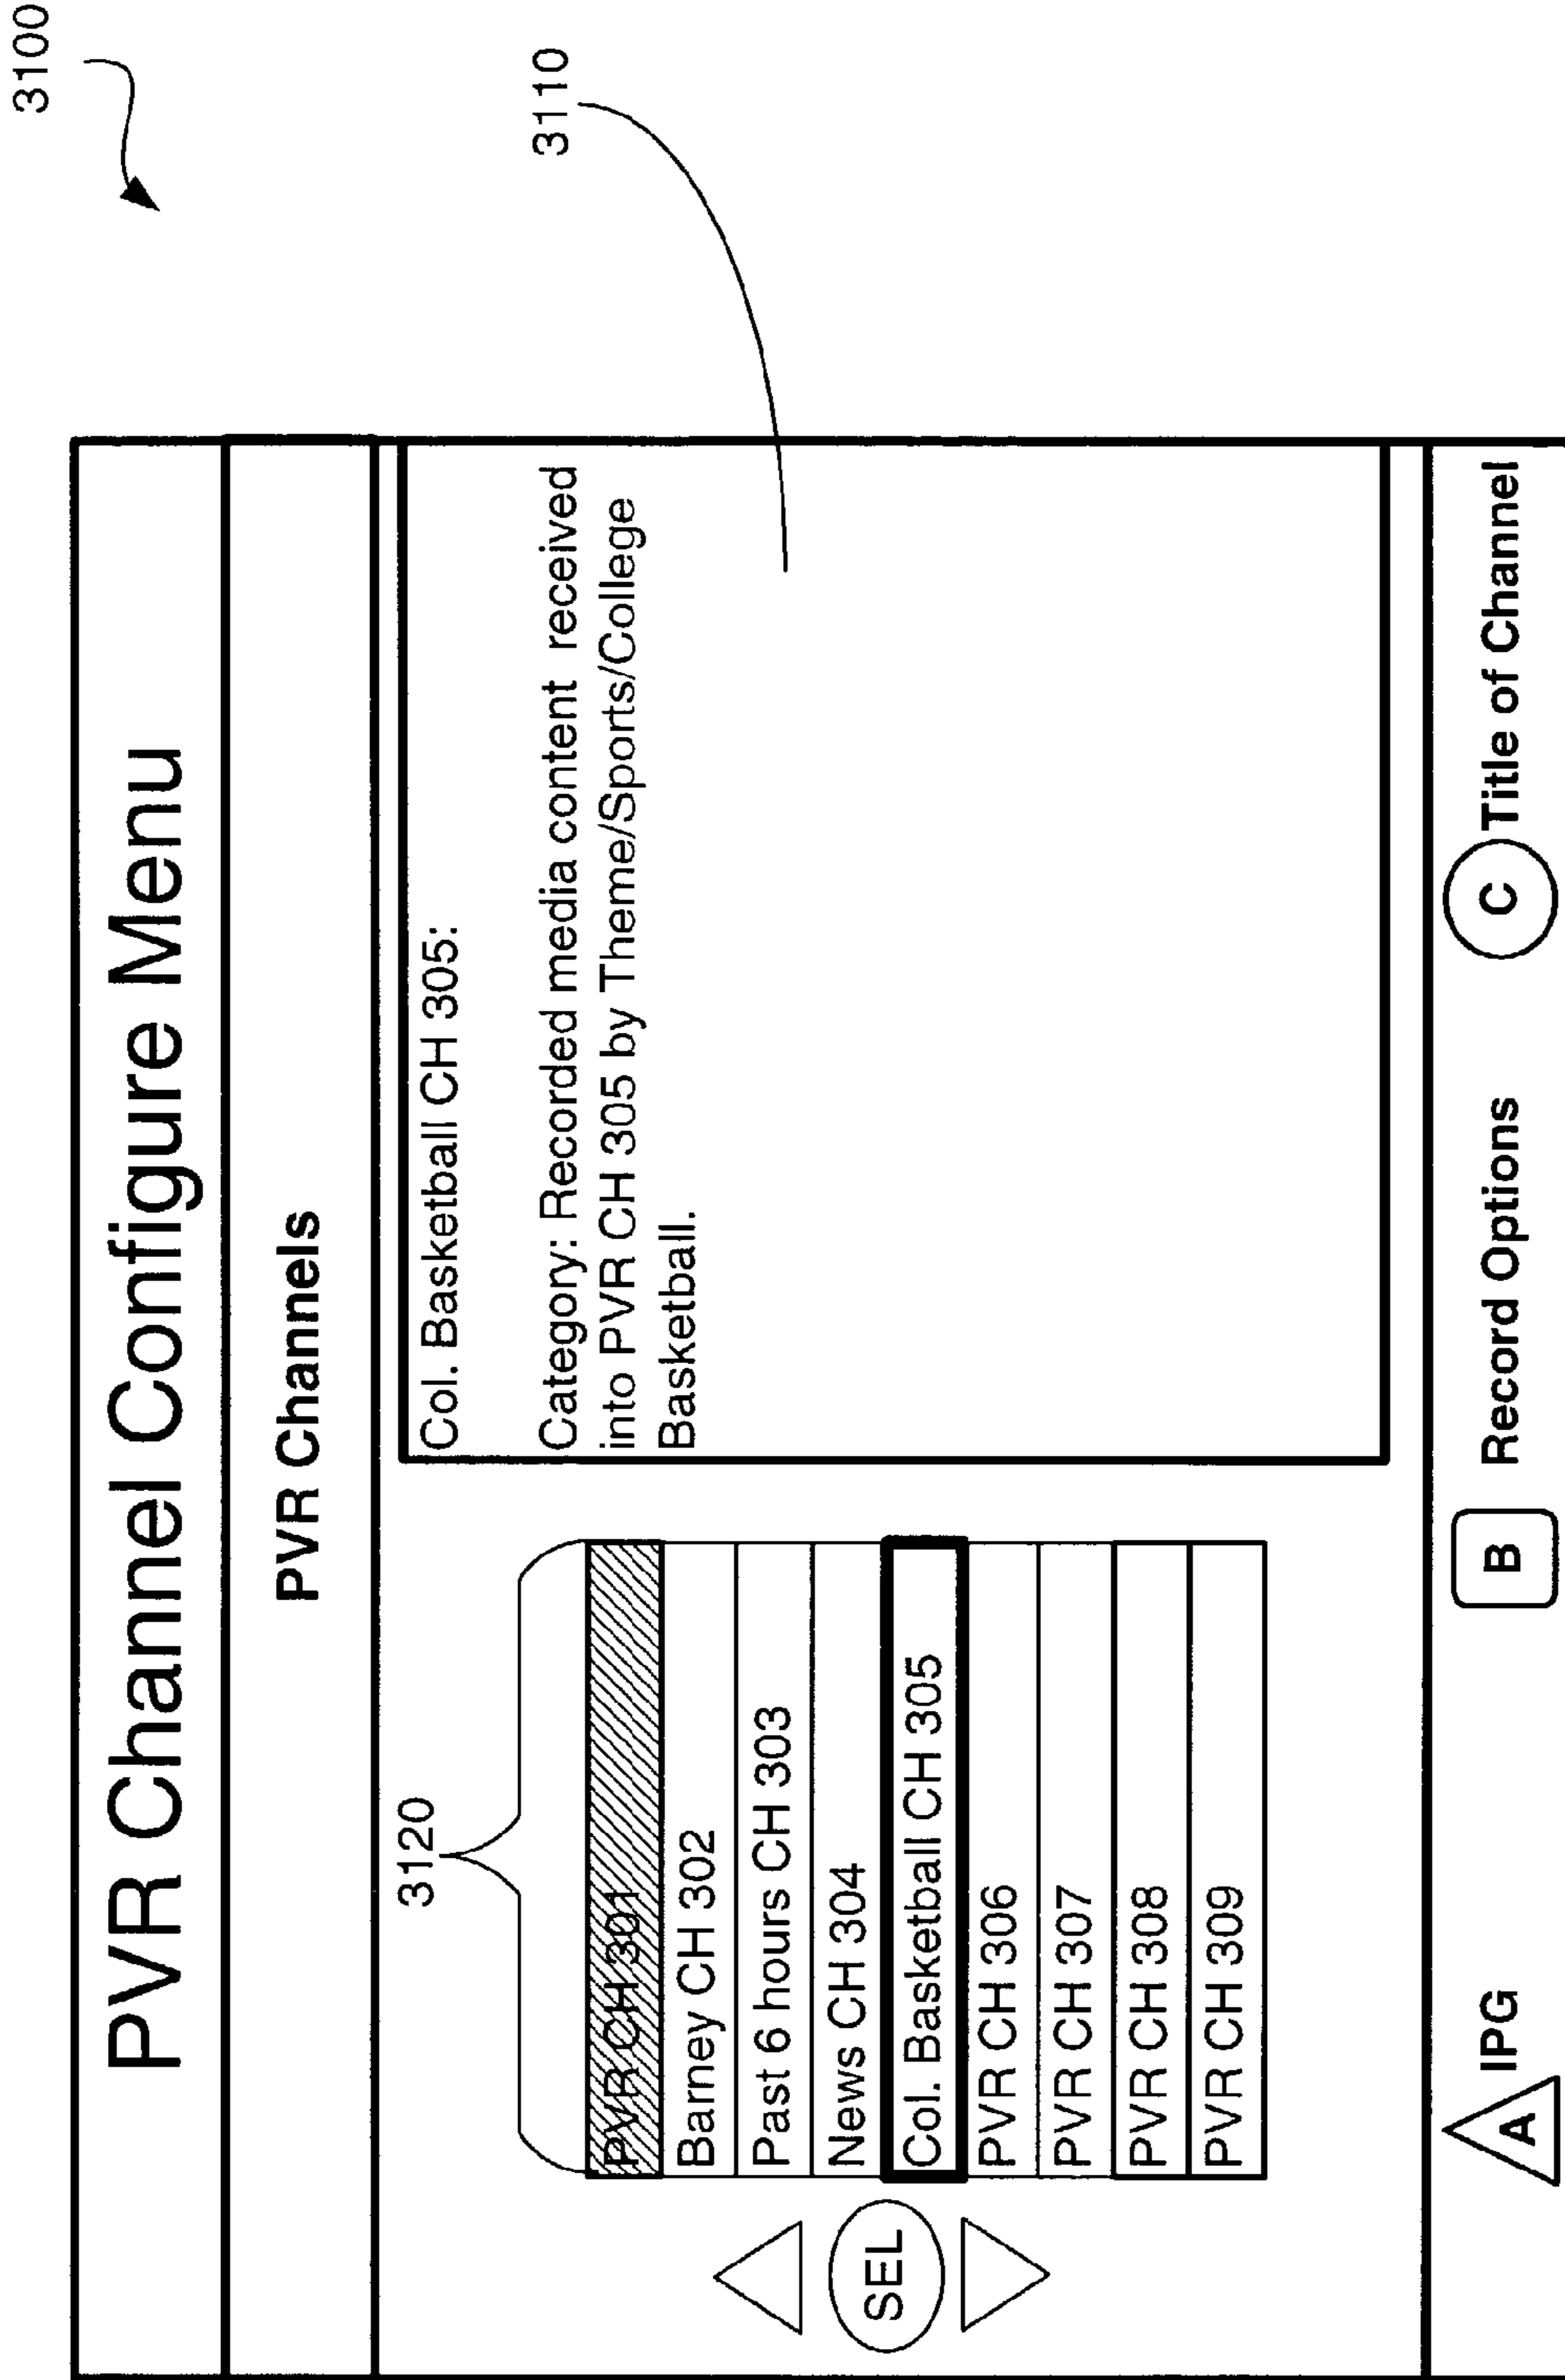 3100
PVR Channel Configure Menu
PVR Channels
3120
3110
PVR CH 301
Barney CH 302
Past 6 hours CH 303
News CH 304
Col. Basketball CH 305
PVR CH 306
PVR CH 307
PVR CH 308
PVR CH 309
SEL
Col. Basketball CH 305:
Category: Recorded media content received
into PVR CH 305 by Theme/Sports/College
Basketball.
A IPG
B Record Options
C Title of Channel